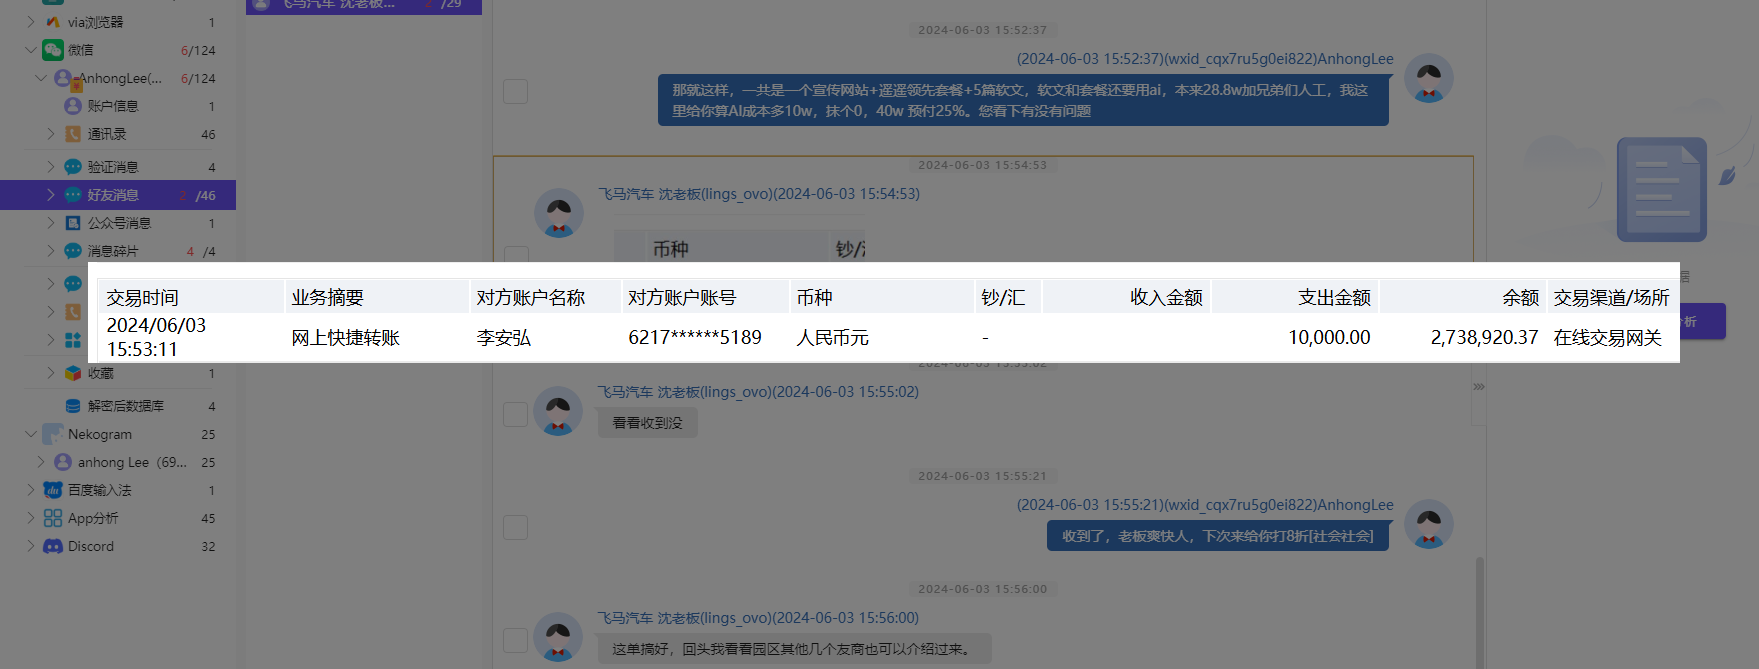 飞马汽车 沈老板... 2 /29
via浏览器 1
微信 6/124
AnhongLee(... 6/124
账户信息 1
通讯录 46
验证消息 4
好友消息 2 /46
公众号消息 1
消息碎片 4 /4
收藏 1
解密后数据库 4
Nekogram 25
anhong Lee（69... 25
百度输入法 1
App分析 45
Discord 32
2024-06-03 15:52:37
(2024-06-03 15:52:37)(wxid_cqx7ru5g0ei822)AnhongLee
那就这样，一共是一个宣传网站+遥遥领先套餐+5篇软文，软文和套餐还要用ai，本来28.8w加兄弟们人工，我这
里给你算AI成本多10w，抹个0，40w 预付25%。您看下有没有问题
2024-06-03 15:54:53
飞马汽车 沈老板(lings_ovo)(2024-06-03 15:54:53)
币种 钞/
交易时间 业务摘要 对方账户名称 对方账户账号 币种 钞/汇 收入金额 支出金额 余额 交易渠道/场所
2024/06/03
15:53:11 网上快捷转账 李安弘 6217******5189 人民币元 - 10,000.00 2,738,920.37 在线交易网关
析
2024-06-03 15:55:02
飞马汽车 沈老板(lings_ovo)(2024-06-03 15:55:02)
看看收到没
2024-06-03 15:55:21
(2024-06-03 15:55:21)(wxid_cqx7ru5g0ei822)AnhongLee
收到了，老板爽快人，下次来给你打8折[社会社会]
2024-06-03 15:56:00
飞马汽车 沈老板(lings_ovo)(2024-06-03 15:56:00)
这单搞好，回头我看看园区其他几个友商也可以介绍过来。